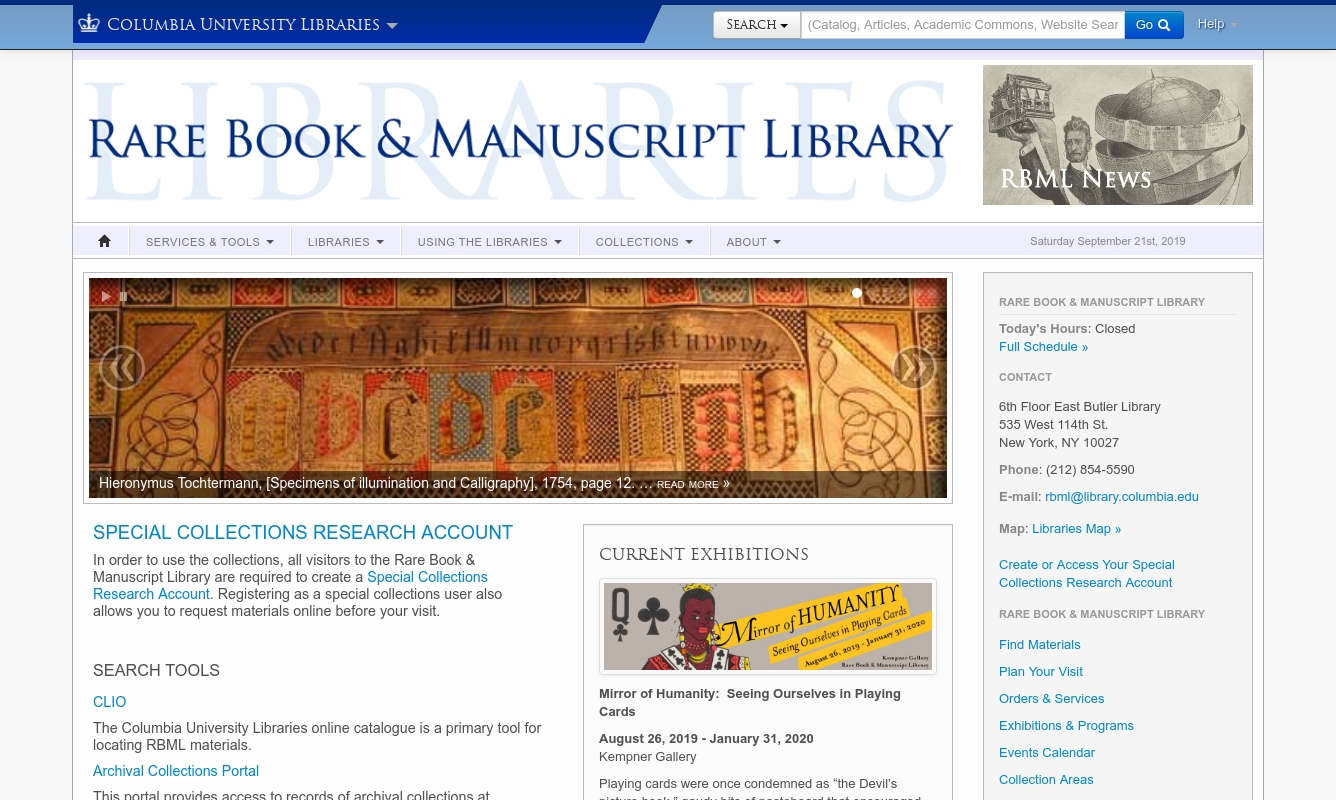 COLUMBIA UNIVERSITY LIBRARIES
SEARCH
(Catalog, Articles, Academic Commons, Website Sear
Go
Help
LIBRARIES
RARE BOOK & MANUSCRIPT LIBRARY
RBML NEWS
SERVICES & TOOLS
LIBRARIES
USING THE LIBRARIES
COLLECTIONS
ABOUT
Saturday September 21st, 2019
Hieronymus Tochtermann, [Specimens of illumination and Calligraphy], 1754, page 12. ... READ MORE »
SPECIAL COLLECTIONS RESEARCH ACCOUNT
In order to use the collections, all visitors to the Rare Book &
Manuscript Library are required to create a Special Collections
Research Account. Registering as a special collections user also
allows you to request materials online before your visit.
SEARCH TOOLS
CLIO
The Columbia University Libraries online catalogue is a primary tool for
locating RBML materials.
Archival Collections Portal
This portal provides access to records of archival collections at
CURRENT EXHIBITIONS
Q
Mirror of HUMANITY
Seeing Ourselves in Playing Cards
August 26, 2019 - January 31, 2020
Kempner Gallery
Rare Book & Manuscript Library
Mirror of Humanity: Seeing Ourselves in Playing
Cards
August 26, 2019 - January 31, 2020
Kempner Gallery
Playing cards were once condemned as “the Devil’s
picture book,” gaudy bits of pasteboard that encouraged
RARE BOOK & MANUSCRIPT LIBRARY
Today's Hours: Closed
Full Schedule »
CONTACT
6th Floor East Butler Library
535 West 114th St.
New York, NY 10027
Phone: (212) 854-5590
E-mail: rbml@library.columbia.edu
Map: Libraries Map »
Create or Access Your Special
Collections Research Account
RARE BOOK & MANUSCRIPT LIBRARY
Find Materials
Plan Your Visit
Orders & Services
Exhibitions & Programs
Events Calendar
Collection Areas